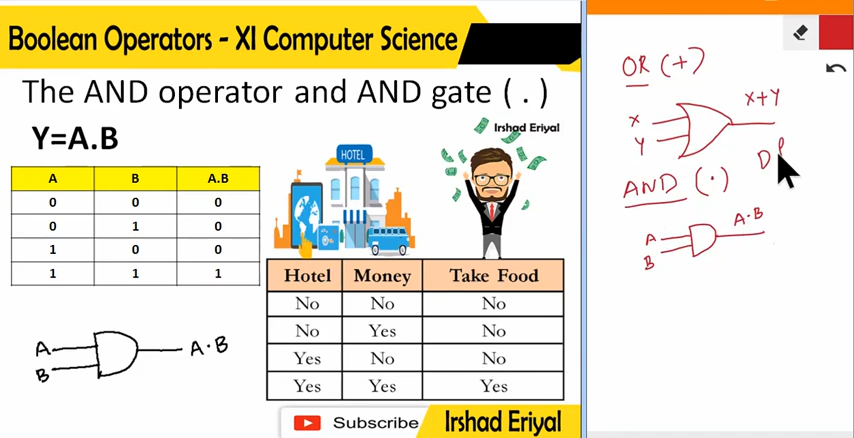 Boolean Operators - XI Computer Science
The AND operator and AND gate ( . )
Y=A.B
Irshad Eriyal
HOTEL
A B A.B
0 0 0
0 1 0
1 0 0
1 1 1
Hotel Money Take Food
No No No
No Yes No
Yes No No
Yes Yes Yes
A
B
A·B
Subscribe
Irshad Eriyal
OR (+)
X
Y
X+Y
D
AND (·)
A
B
A·B